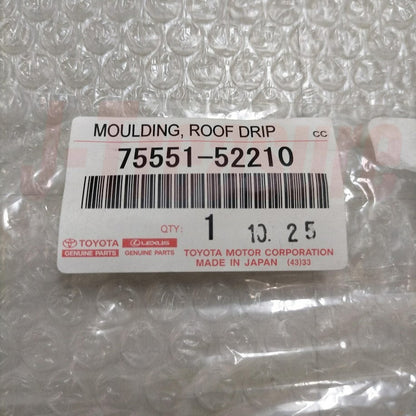 MOULDING, ROOF DRIP CC
75551-52210
QTY: 1 10. 25
TOYOTA LEXUS TOYOTA MOTOR CORPORATION
GENUINE PARTS GENUINE PARTS MADE IN JAPAN (43)33